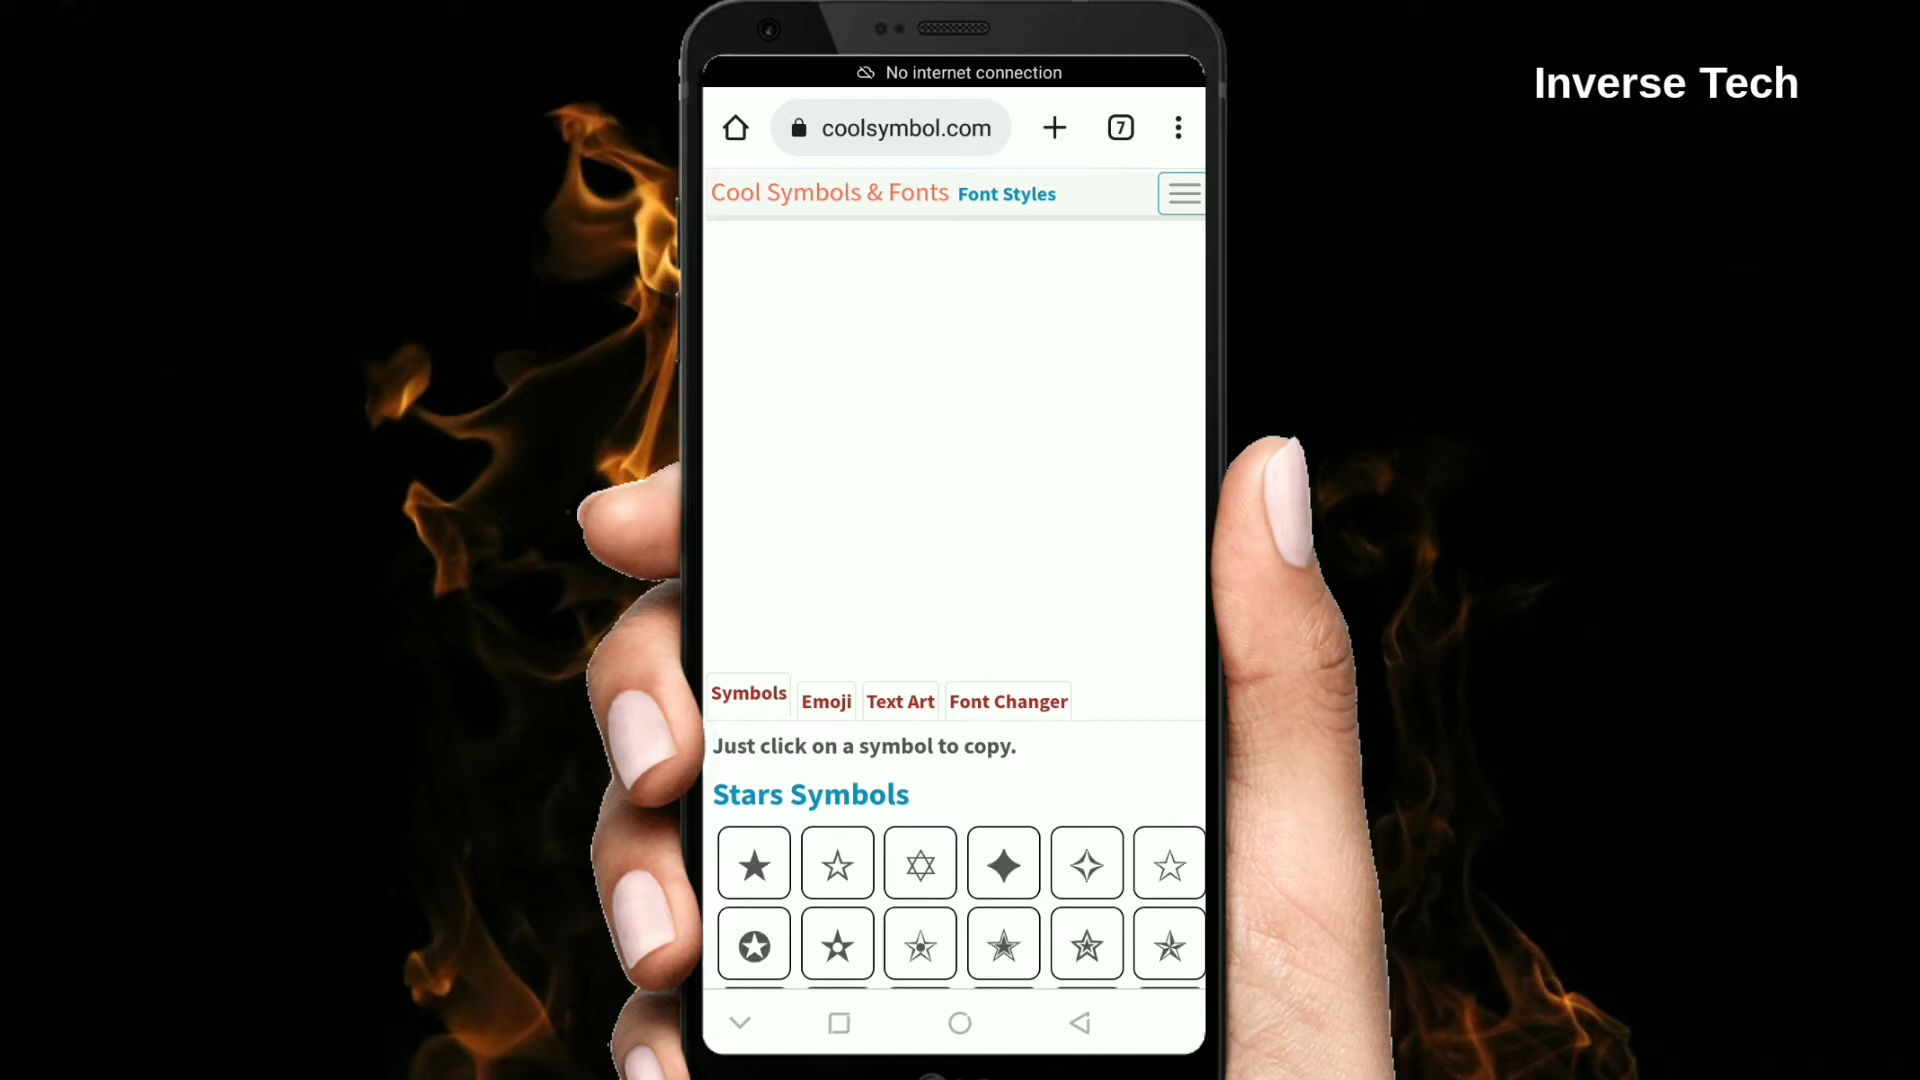 No internet connection
Inverse Tech
coolsymbol.com
7
Cool Symbols & Fonts Font Styles
Symbols Emoji Text Art Font Changer
Just click on a symbol to copy.
Stars Symbols